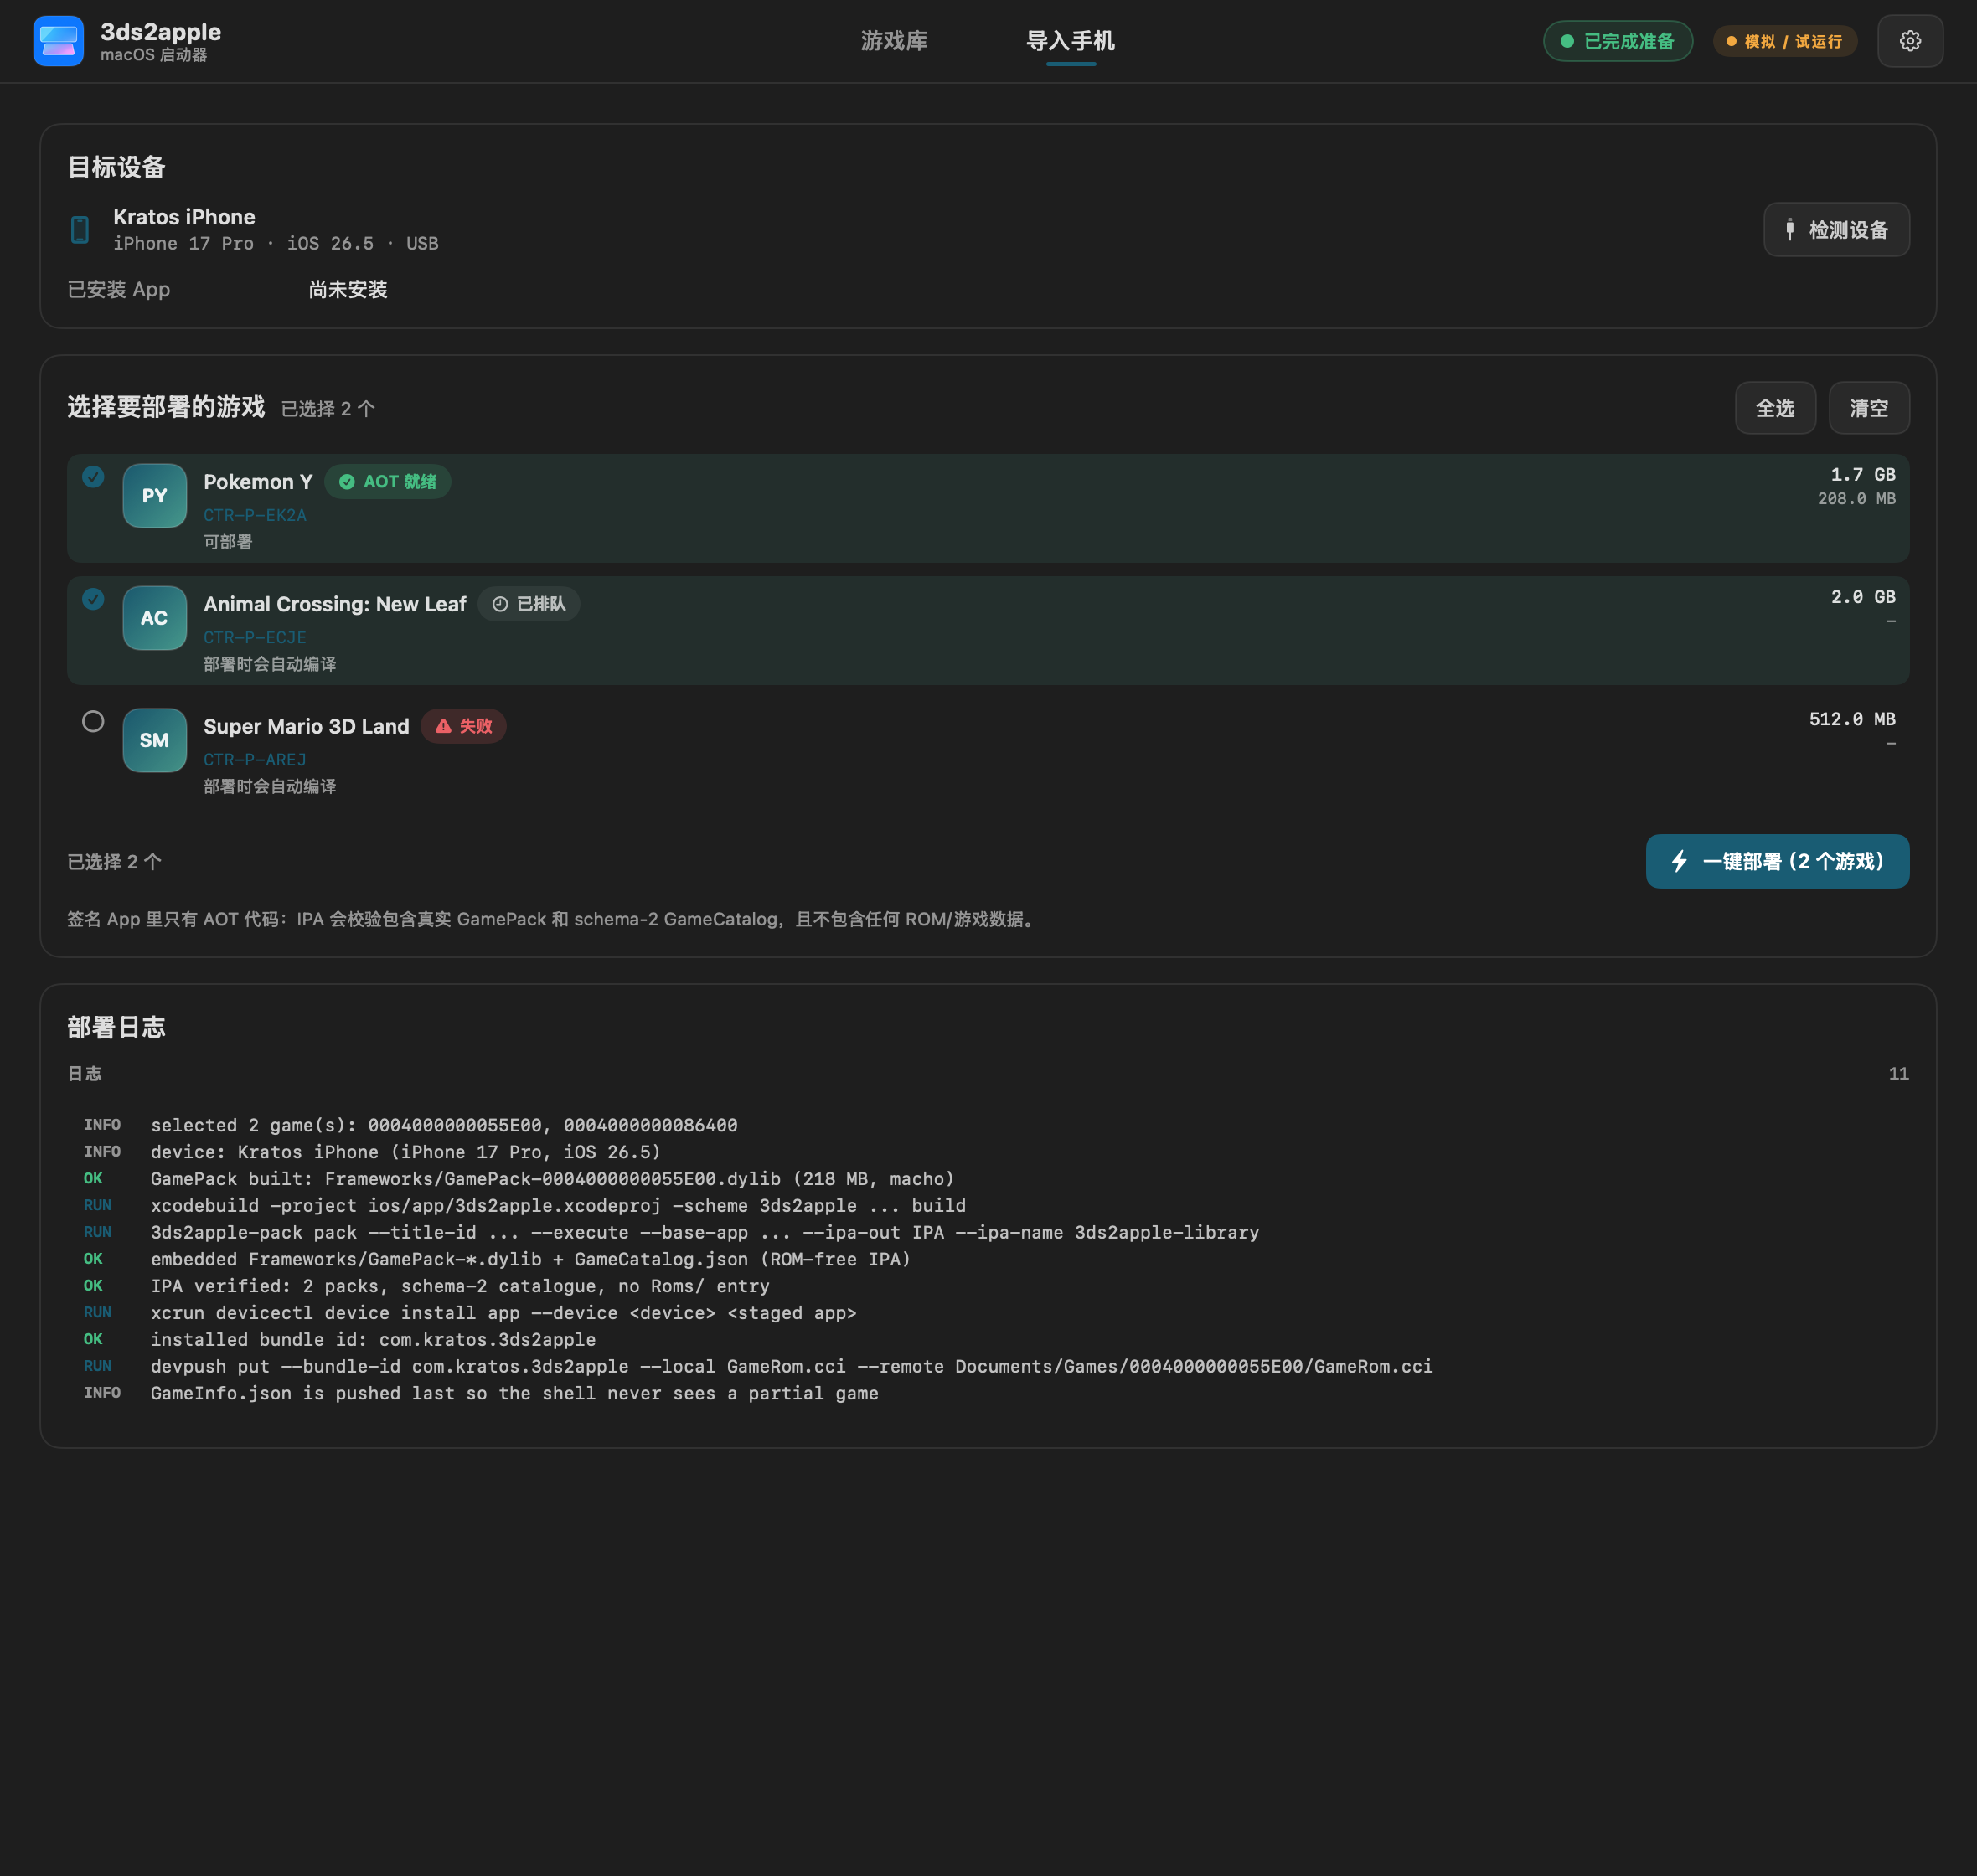 3ds2apple
macOS 启动器
游戏库
导入手机
已完成准备
模拟 / 试运行
目标设备
Kratos iPhone
iPhone 17 Pro · iOS 26.5 · USB
检测设备
已安装 App
尚未安装
选择要部署的游戏
已选择 2 个
全选
清空
PY
Pokemon Y
AOT 就绪
CTR-P-EK2A
可部署
1.7 GB
208.0 MB
AC
Animal Crossing: New Leaf
已排队
CTR-P-ECJE
部署时会自动编译
2.0 GB
—
SM
Super Mario 3D Land
失败
CTR-P-AREJ
部署时会自动编译
512.0 MB
—
已选择 2 个
一键部署（2 个游戏）
签名 App 里只有 AOT 代码：IPA 会校验包含真实 GamePack 和 schema-2 GameCatalog，且不包含任何 ROM/游戏数据。
部署日志
日志
11
INFO selected 2 game(s): 0004000000055E00, 0004000000086400
INFO device: Kratos iPhone (iPhone 17 Pro, iOS 26.5)
OK GamePack built: Frameworks/GamePack-0004000000055E00.dylib (218 MB, macho)
RUN xcodebuild -project ios/app/3ds2apple.xcodeproj -scheme 3ds2apple ... build
RUN 3ds2apple-pack pack --title-id ... --execute --base-app ... --ipa-out IPA --ipa-name 3ds2apple-library
OK embedded Frameworks/GamePack-*.dylib + GameCatalog.json (ROM-free IPA)
OK IPA verified: 2 packs, schema-2 catalogue, no Roms/ entry
RUN xcrun devicectl device install app --device <device> <staged app>
OK installed bundle id: com.kratos.3ds2apple
RUN devpush put --bundle-id com.kratos.3ds2apple --local GameRom.cci --remote Documents/Games/0004000000055E00/GameRom.cci
INFO GameInfo.json is pushed last so the shell never sees a partial game